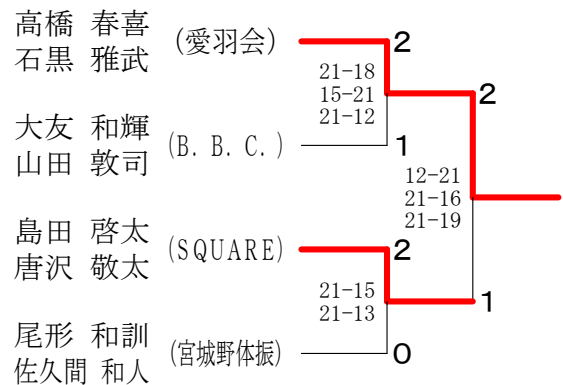 高橋 春喜
石黒 雅武
(愛羽会)
2
21-18
15-21
21-12
大友 和輝
山田 敦司
(B. B. C. )
1
2
12-21
21-16
21-19
島田 啓太
唐沢 敬太
(SQUARE)
2
21-15
21-13
1
尾形 和訓
佐久間 和人
(宮城野体振)
0